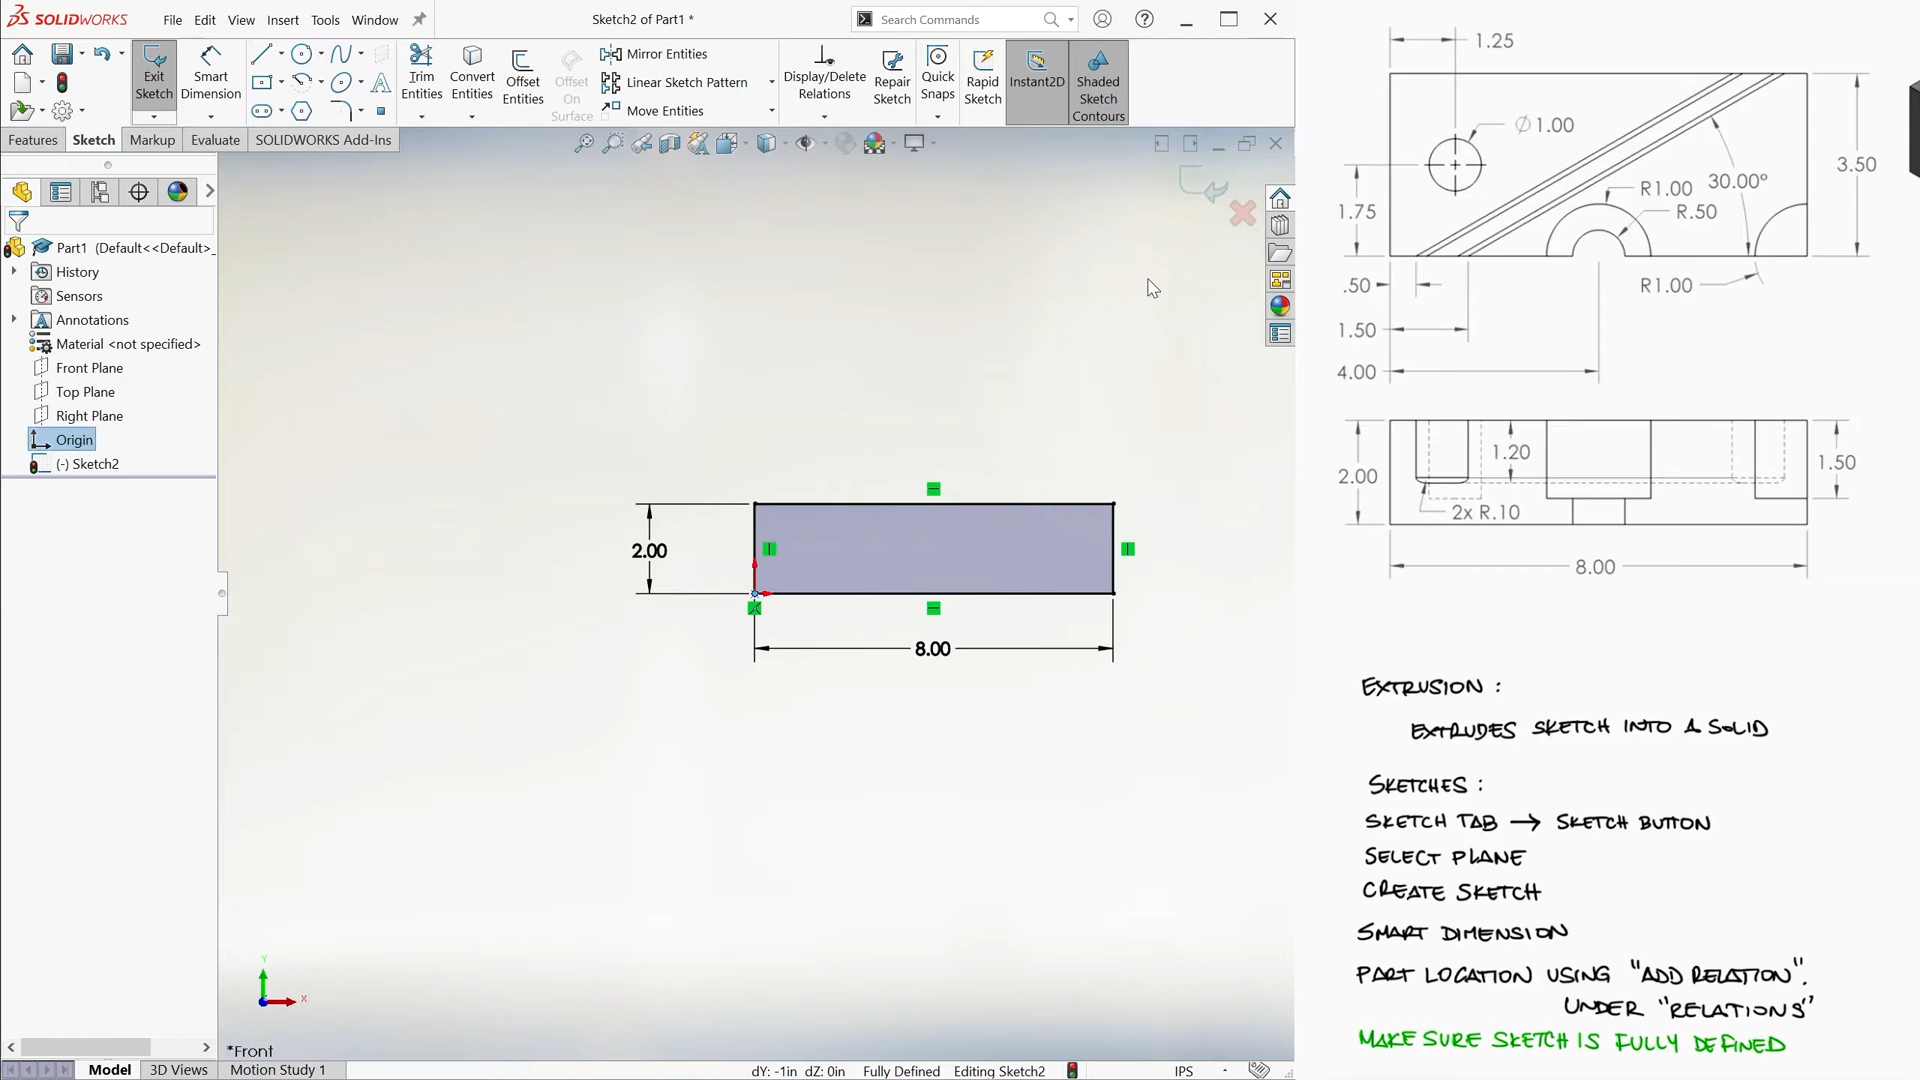 SOLIDWORKS
File Edit View Insert Tools Window
Sketch2 of Part1 *
Search Commands
Exit Sketch
Smart Dimension
Trim Entities
Convert Entities
Offset Entities
Offset On Surface
Mirror Entities
Linear Sketch Pattern
Move Entities
Display/Delete Relations
Repair Sketch
Quick Snaps
Rapid Sketch
Instant2D
Shaded Sketch Contours
Features Sketch Markup Evaluate SOLIDWORKS Add-Ins
Part1 (Default<<Default>_
History
Sensors
Annotations
Material <not specified>
Front Plane
Top Plane
Right Plane
Origin
(-) Sketch2
2.00
8.00
Y
X
*Front
Model 3D Views Motion Study 1
dY: -1in dZ: 0in Fully Defined Editing Sketch2 IPS
1.25
Ø1.00
3.50
R1.00 30.00°
R.50
1.75
.50
R1.00
1.50
4.00
1.20
1.50
2.00
2x R.10
8.00
EXTRUSION :
EXTRUDES SKETCH INTO A SOLID
SKETCHES :
SKETCH TAB → SKETCH BUTTON
SELECT PLANE
CREATE SKETCH
SMART DIMENSION
PART LOCATION USING "ADD RELATION".
UNDER "RELATIONS"
MAKE SURE SKETCH IS FULLY DEFINED